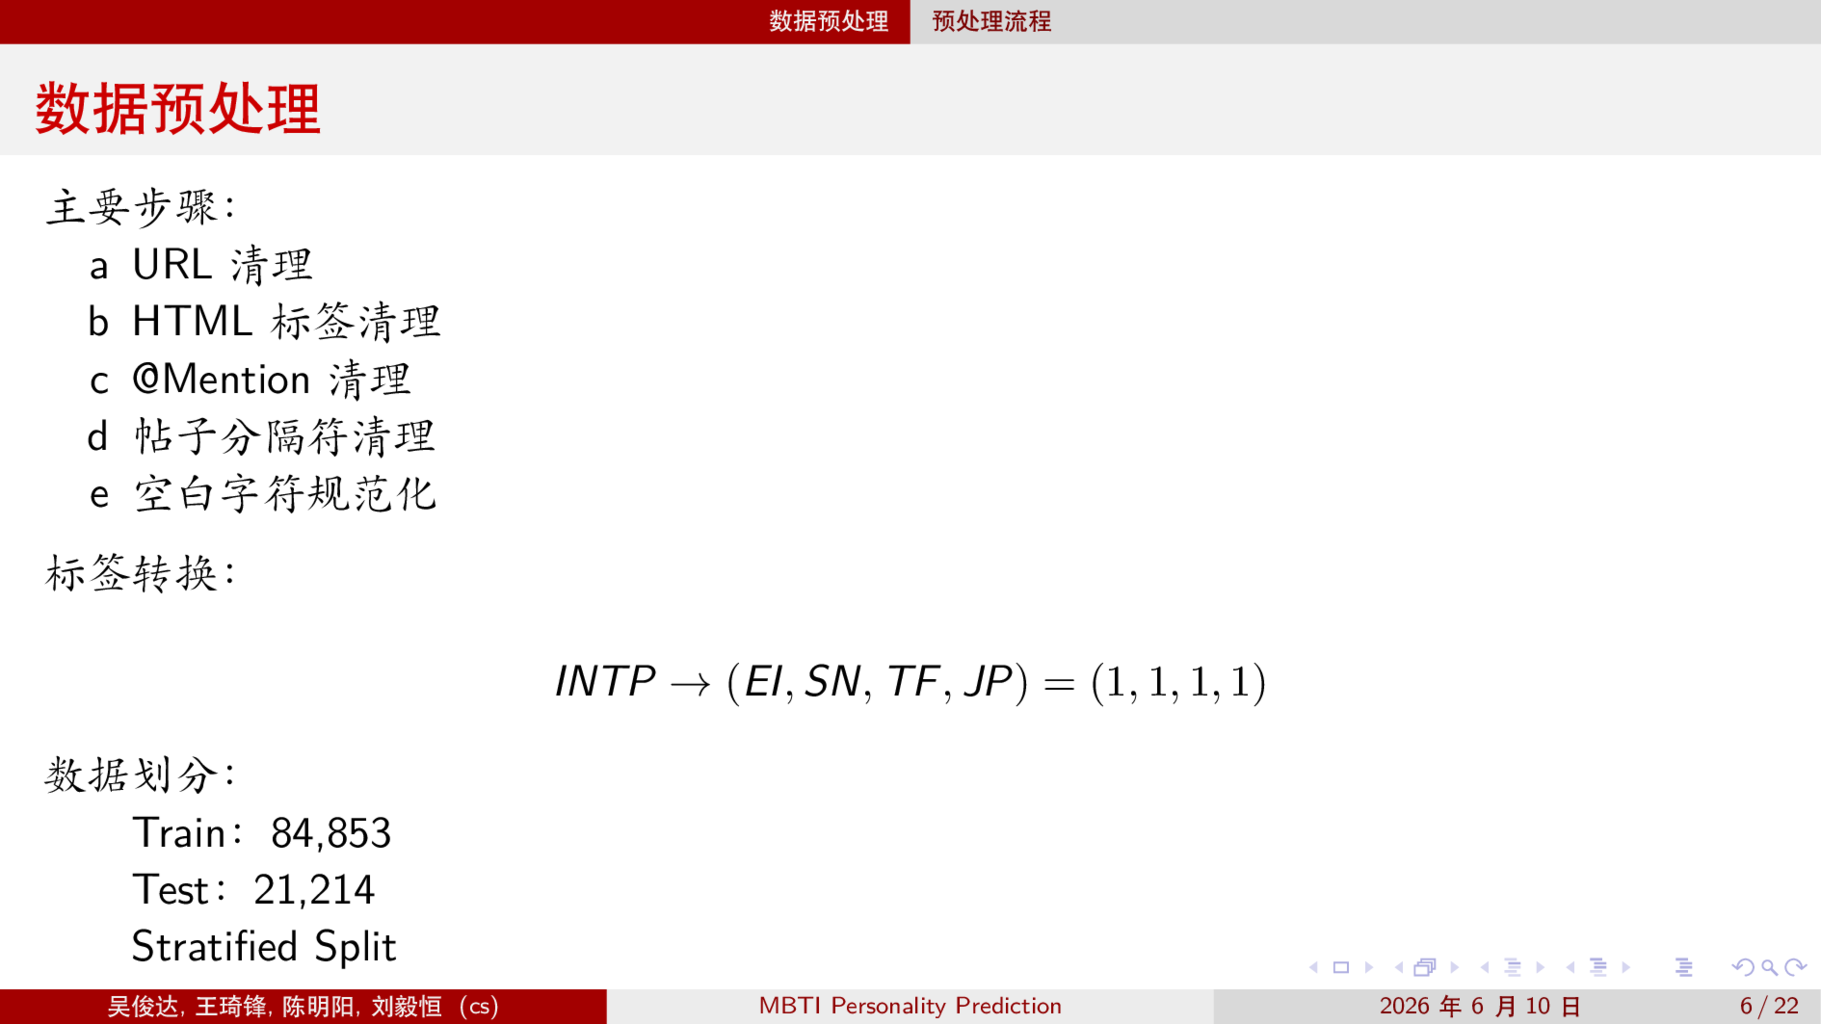 数据预处理 预处理流程
数据预处理
主要步骤：
a URL 清理
b HTML 标签清理
c @Mention 清理
d 帖子分隔符清理
e 空白字符规范化
标签转换：
INTP → (EI, SN, TF, JP) = (1, 1, 1, 1)
数据划分：
Train：84,853
Test：21,214
Stratified Split
吴俊达, 王琦锋, 陈明阳, 刘毅恒 (cs) MBTI Personality Prediction 2026 年 6 月 10 日 6 / 22